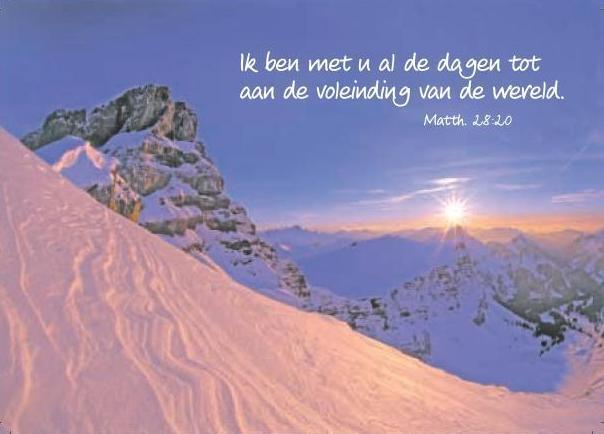 Ik ben met u al de dagen tot
aan de voleinding van de wereld.
Matth. 28:20